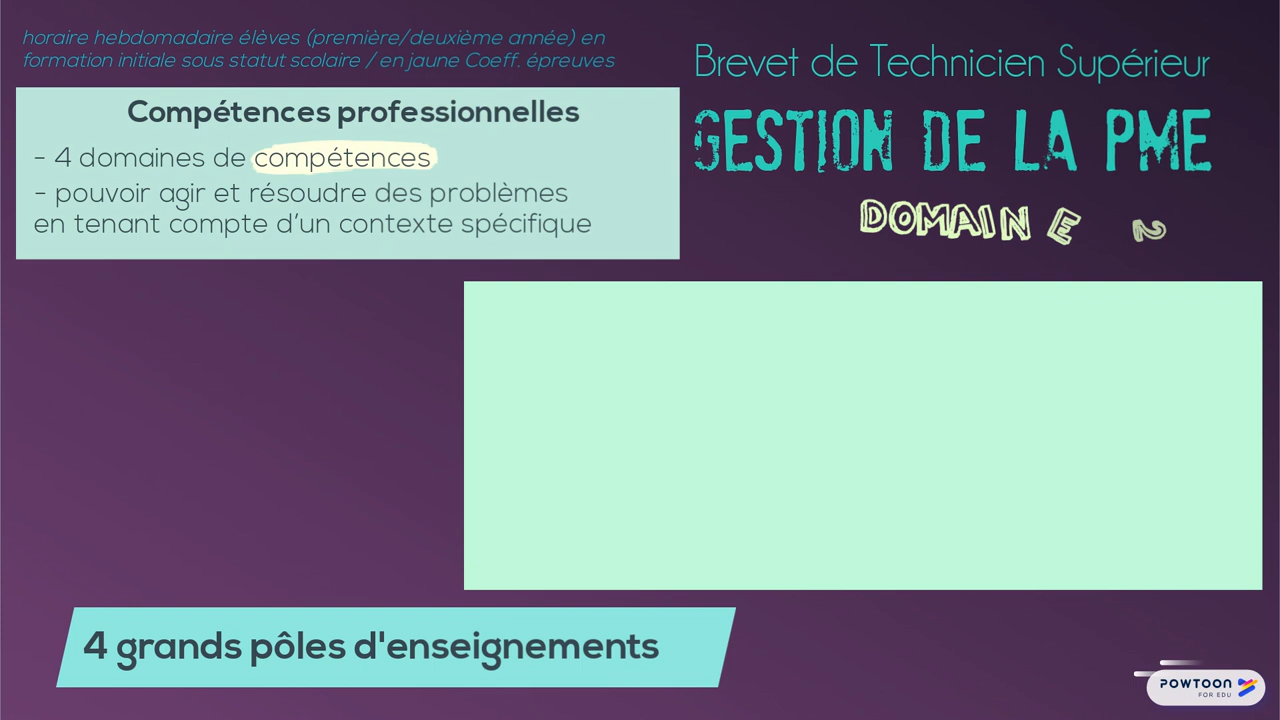 horaire hebdomadaire élèves (première/deuxième année) en
formation initiale sous statut scolaire / en jaune Coeff. épreuves
Compétences professionnelles
- 4 domaines de compétences
- pouvoir agir et résoudre des problèmes
en tenant compte d'un contexte spécifique
Brevet de Technicien Supérieur
GESTION DE LA PME
DOMAINE 2
4 grands pôles d'enseignements
POWTOON
FOR EDU